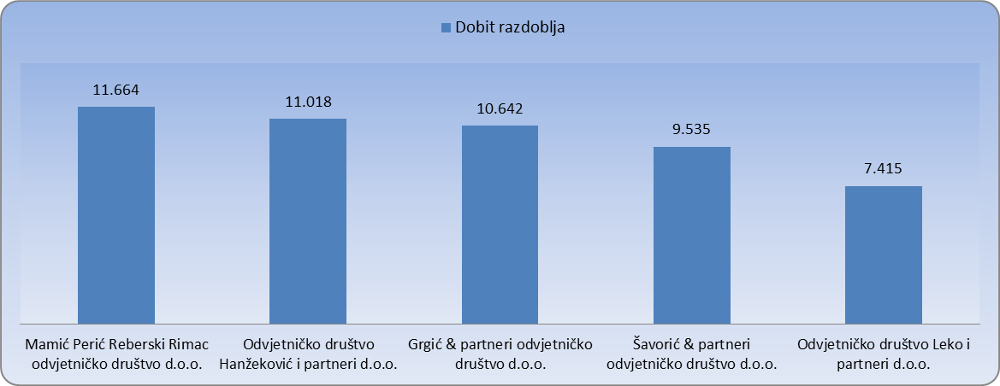 Dobit razdoblja
11.664
11.018
10.642
9.535
7.415
Mamić Perić Reberski Rimac
odvjetničko društvo d.o.o.
Odvjetničko društvo
Hanžeković i partneri d.o.o.
Grgić & partneri odvjetničko
društvo d.o.o.
Šavorić & partneri
odvjetničko društvo d.o.o.
Odvjetničko društvo Leko i
partneri d.o.o.